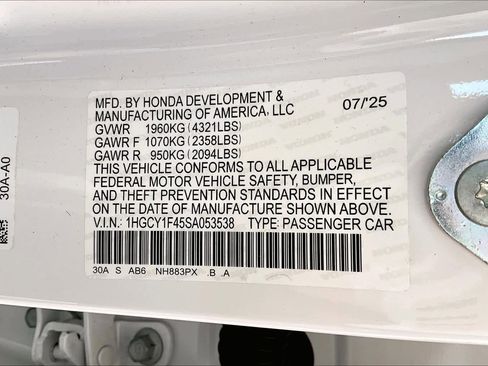 MFD. BY HONDA DEVELOPMENT &
MANUFACTURING OF AMERICA, LLC 07/'25
GVWR 1960KG (4321LBS)
GAWR F 1070KG (2358LBS)
GAWR R 950KG (2094LBS)
THIS VEHICLE CONFORMS TO ALL APPLICABLE
FEDERAL MOTOR VEHICLE SAFETY, BUMPER,
AND THEFT PREVENTION STANDARDS IN EFFECT
ON THE DATE OF MANUFACTURE SHOWN ABOVE.
V.I.N: 1HGCY1F45SA053538 TYPE: PASSENGER CAR
30A S AB6 NH883PX .B .A
30A-A0